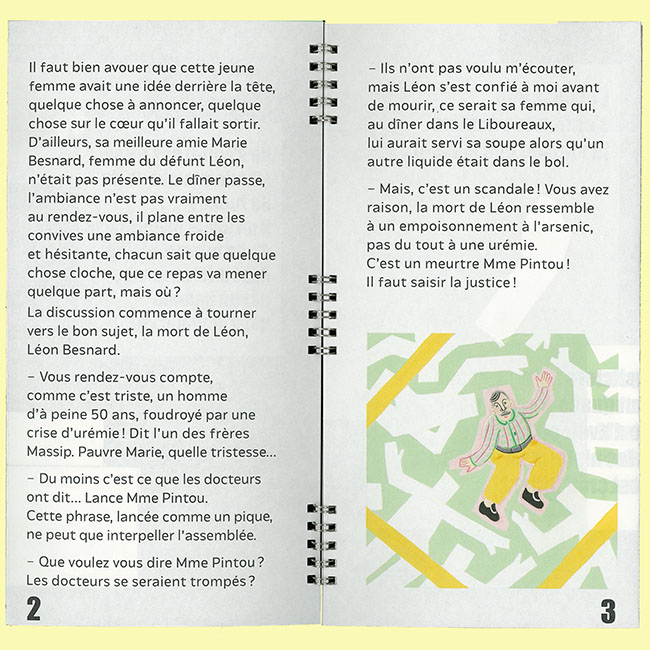 Il faut bien avouer que cette jeune
femme avait une idée derrière la tête,
quelque chose à annoncer, quelque
chose sur le cœur qu'il fallait sortir.
D'ailleurs, sa meilleure amie Marie
Besnard, femme du défunt Léon,
n'était pas présente. Le dîner passe,
l'ambiance n'est pas vraiment
au rendez-vous, il plane entre les
convives une ambiance froide
et hésitante, chacun sait que quelque
chose cloche, que ce repas va mener
quelque part, mais où ?
La discussion commence à tourner
vers le bon sujet, la mort de Léon,
Léon Besnard.
– Vous rendez-vous compte,
comme c'est triste, un homme
d'à peine 50 ans, foudroyé par une
crise d'urémie ! Dit l'un des frères
Massip. Pauvre Marie, quelle tristesse...
– Du moins c'est ce que les docteurs
ont dit... Lance Mme Pintou.
Cette phrase, lancée comme un pique,
ne peut que interpeller l'assemblée.
– Que voulez vous dire Mme Pintou ?
Les docteurs se seraient trompés ?
2
– Ils n'ont pas voulu m'écouter,
mais Léon s'est confié à moi avant
de mourir, ce serait sa femme qui,
au dîner dans le Liboureaux,
lui aurait servi sa soupe alors qu'un
autre liquide était dans le bol.
– Mais, c'est un scandale ! Vous avez
raison, la mort de Léon ressemble
à un empoisonnement à l'arsenic,
pas du tout à une urémie.
C'est un meurtre Mme Pintou !
Il faut saisir la justice !
3